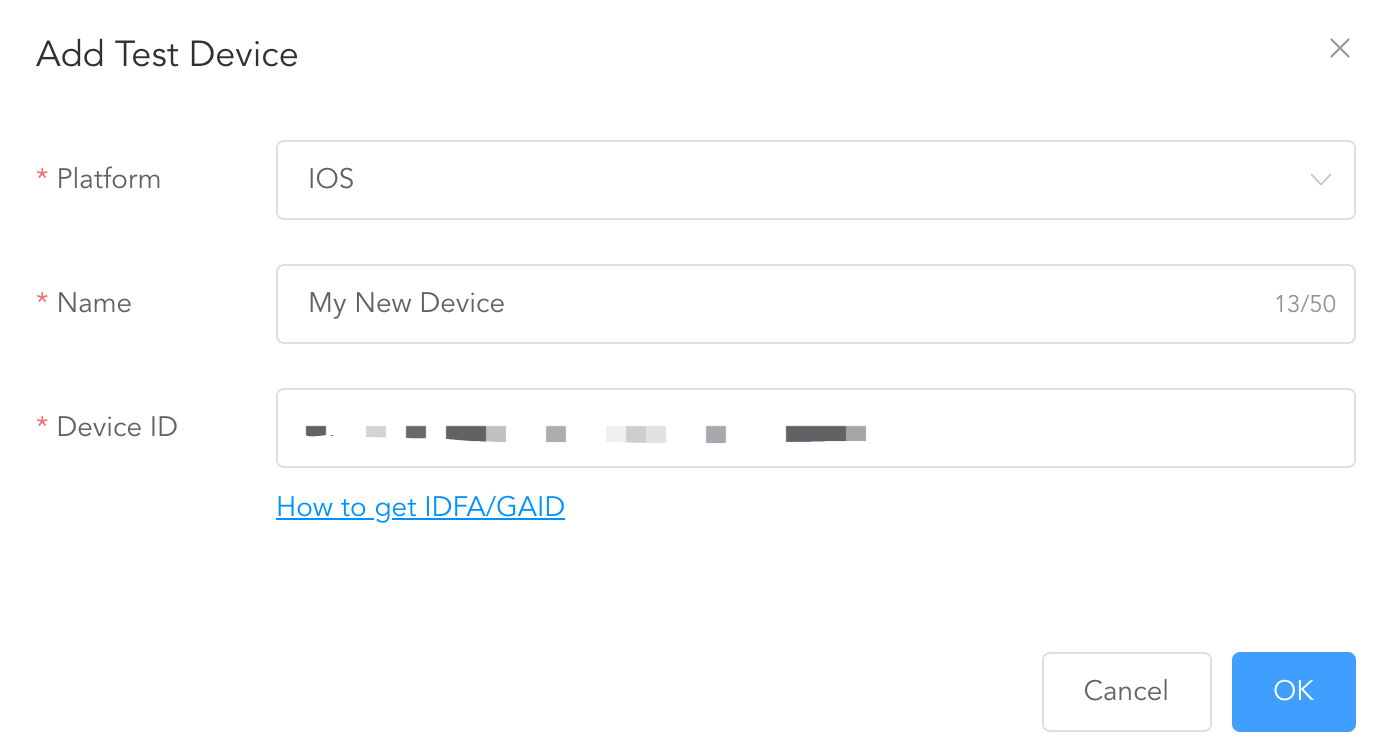 Add Test Device
* Platform
IOS
* Name
My New Device
13/50
* Device ID
How to get IDFA/GAID
Cancel
OK